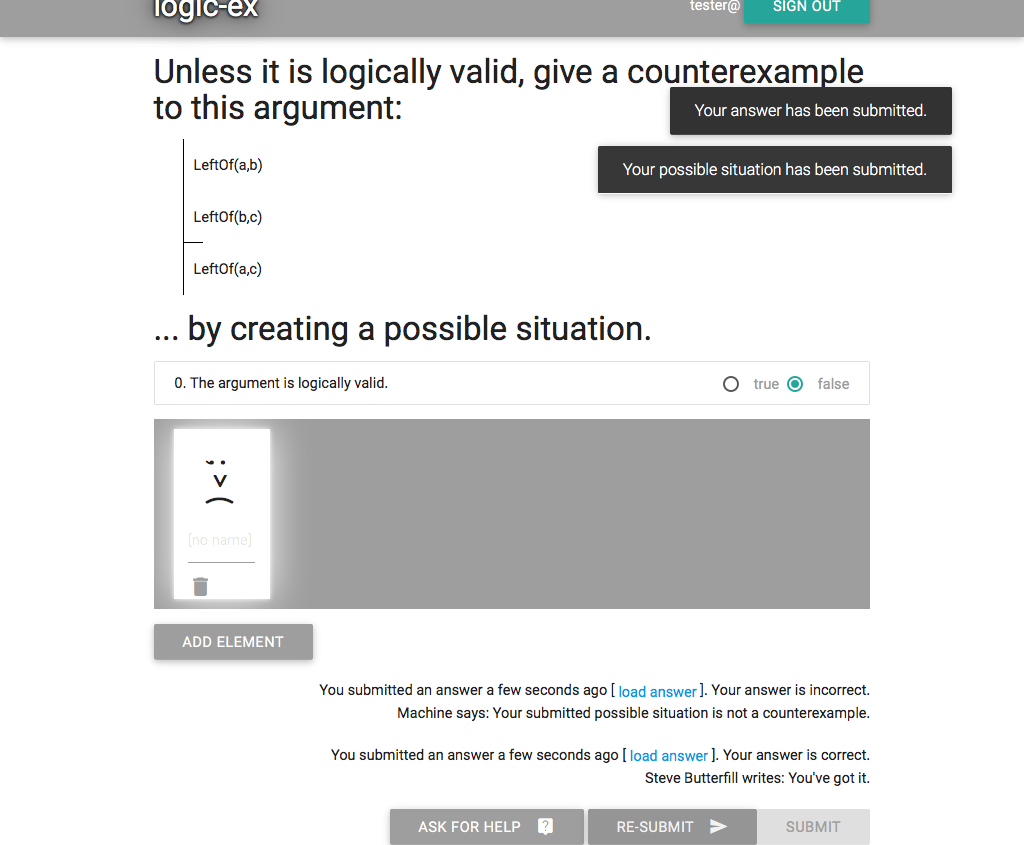 logic-ex
tester@ SIGN OUT
Unless it is logically valid, give a counterexample
to this argument:
Your answer has been submitted.
Your possible situation has been submitted.
LeftOf(a,b)
LeftOf(b,c)
LeftOf(a,c)
... by creating a possible situation.
0. The argument is logically valid. true false
[no name]
ADD ELEMENT
You submitted an answer a few seconds ago [ load answer ]. Your answer is incorrect.
Machine says: Your submitted possible situation is not a counterexample.
You submitted an answer a few seconds ago [ load answer ]. Your answer is correct.
Steve Butterfill writes: You've got it.
ASK FOR HELP ? RE-SUBMIT SUBMIT